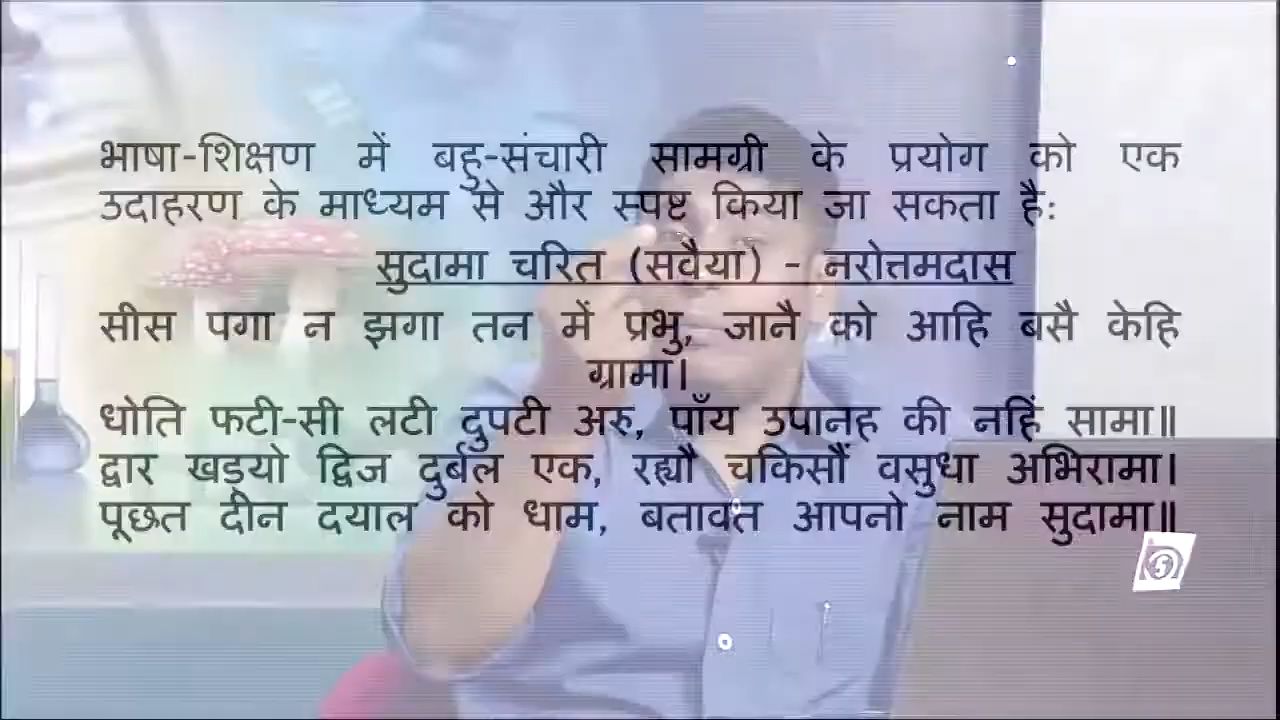 भाषा-शिक्षण में बहु-संचारी सामग्री के प्रयोग को एक
उदाहरण के माध्यम से और स्पष्ट किया जा सकता है:
सुदामा चरित (सवैया) - नरोत्तमदास
सीस पगा न झगा तन में प्रभु, जानै को आहि बसै केहि
ग्रामा।
धोति फटी-सी लटी दुपटी अरु, पाँय उपानह की नहिं सामा॥
द्वार खड़्यो द्विज दुर्बल एक, रह्यौ चकिसौं वसुधा अभिरामा।
पूछत दीन दयाल को धाम, बतावत आपनो नाम सुदामा॥